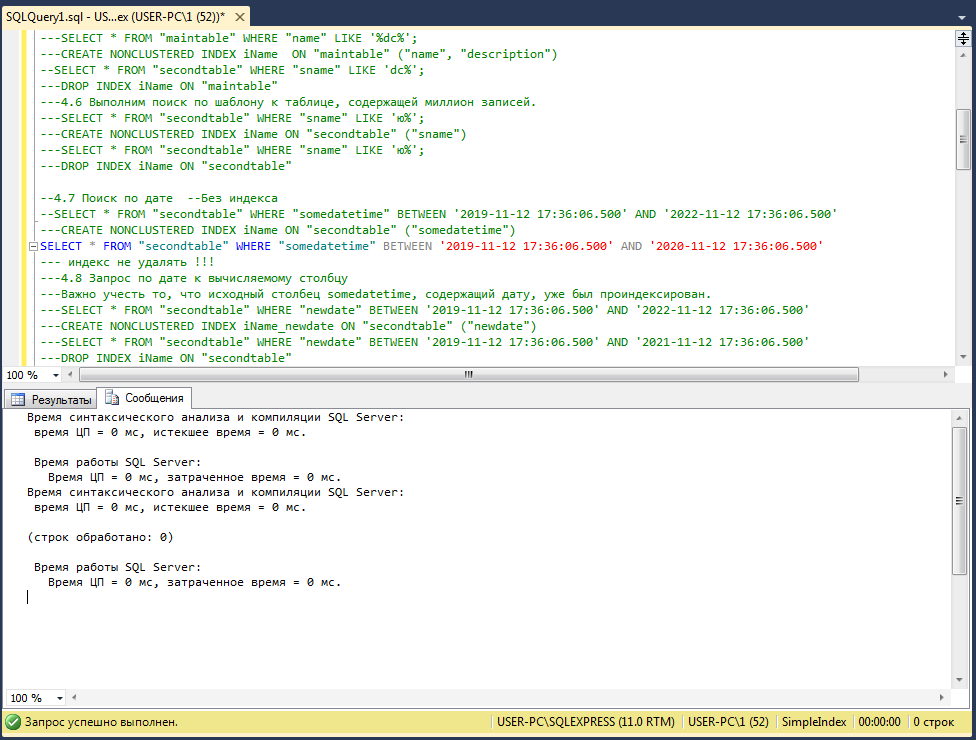 SQLQuery1.sql - US...ex (USER-PC\1 (52))*
---SELECT * FROM "maintable" WHERE "name" LIKE '%dc%';
---CREATE NONCLUSTERED INDEX iName  ON "maintable" ("name", "description")
--SELECT * FROM "secondtable" WHERE "sname" LIKE 'dc%';
---DROP INDEX iName ON "maintable"
---4.6 Выполним поиск по шаблону к таблице, содержащей миллион записей.
---SELECT * FROM "secondtable" WHERE "sname" LIKE 'ю%';
---CREATE NONCLUSTERED INDEX iName ON "secondtable" ("sname")
---SELECT * FROM "secondtable" WHERE "sname" LIKE 'ю%';
---DROP INDEX iName ON "secondtable"
--4.7 Поиск по дате  --Без индекса
--SELECT * FROM "secondtable" WHERE "somedatetime" BETWEEN '2019-11-12 17:36:06.500' AND '2022-11-12 17:36:06.500'
---CREATE NONCLUSTERED INDEX iName ON "secondtable" ("somedatetime")
SELECT * FROM "secondtable" WHERE "somedatetime" BETWEEN '2019-11-12 17:36:06.500' AND '2020-11-12 17:36:06.500'
--- индекс не удалять !!!
---4.8 Запрос по дате к вычисляемому столбцу
---Важно учесть то, что исходный столбец somedatetime, содержащий дату, уже был проиндексирован.
---SELECT * FROM "secondtable" WHERE "newdate" BETWEEN '2019-11-12 17:36:06.500' AND '2022-11-12 17:36:06.500'
---CREATE NONCLUSTERED INDEX iName_newdate ON "secondtable" ("newdate")
---SELECT * FROM "secondtable" WHERE "newdate" BETWEEN '2019-11-12 17:36:06.500' AND '2021-11-12 17:36:06.500'
---DROP INDEX iName ON "secondtable"
100 %
Результаты Сообщения
Время синтаксического анализа и компиляции SQL Server:
время ЦП = 0 мс, истекшее время = 0 мс.
Время работы SQL Server:
Время ЦП = 0 мс, затраченное время = 0 мс.
Время синтаксического анализа и компиляции SQL Server:
время ЦП = 0 мс, истекшее время = 0 мс.
(строк обработано: 0)
Время работы SQL Server:
Время ЦП = 0 мс, затраченное время = 0 мс.
100 %
Запрос успешно выполнен. USER-PC\SQLEXPRESS (11.0 RTM) USER-PC\1 (52) SimpleIndex 00:00:00 0 строк